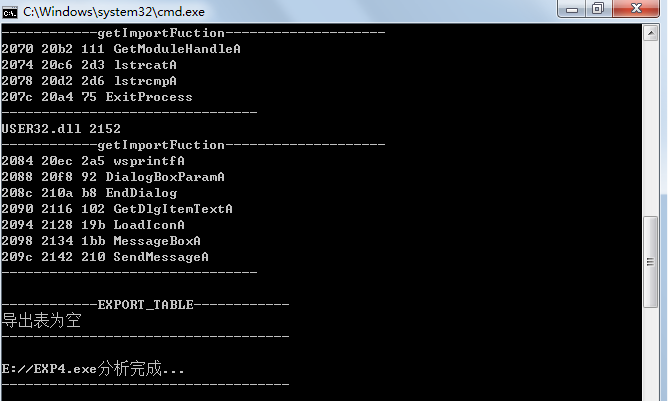 C:\Windows\system32\cmd.exe
------------getImportFuction--------------------
2070 20b2 111 GetModuleHandleA
2074 20c6 2d3 lstrcatA
2078 20d2 2d6 lstrcmpA
207c 20a4 75 ExitProcess
--------------------------------
USER32.dll 2152
------------getImportFuction--------------------
2084 20ec 2a5 wsprintfA
2088 20f8 92 DialogBoxParamA
208c 210a b8 EndDialog
2090 2116 102 GetDlgItemTextA
2094 2128 19b LoadIconA
2098 2134 1bb MessageBoxA
209c 2142 210 SendMessageA
--------------------------------
------------EXPORT_TABLE------------
导出表为空
------------------------------------
E://EXP4.exe分析完成...
------------------------------------